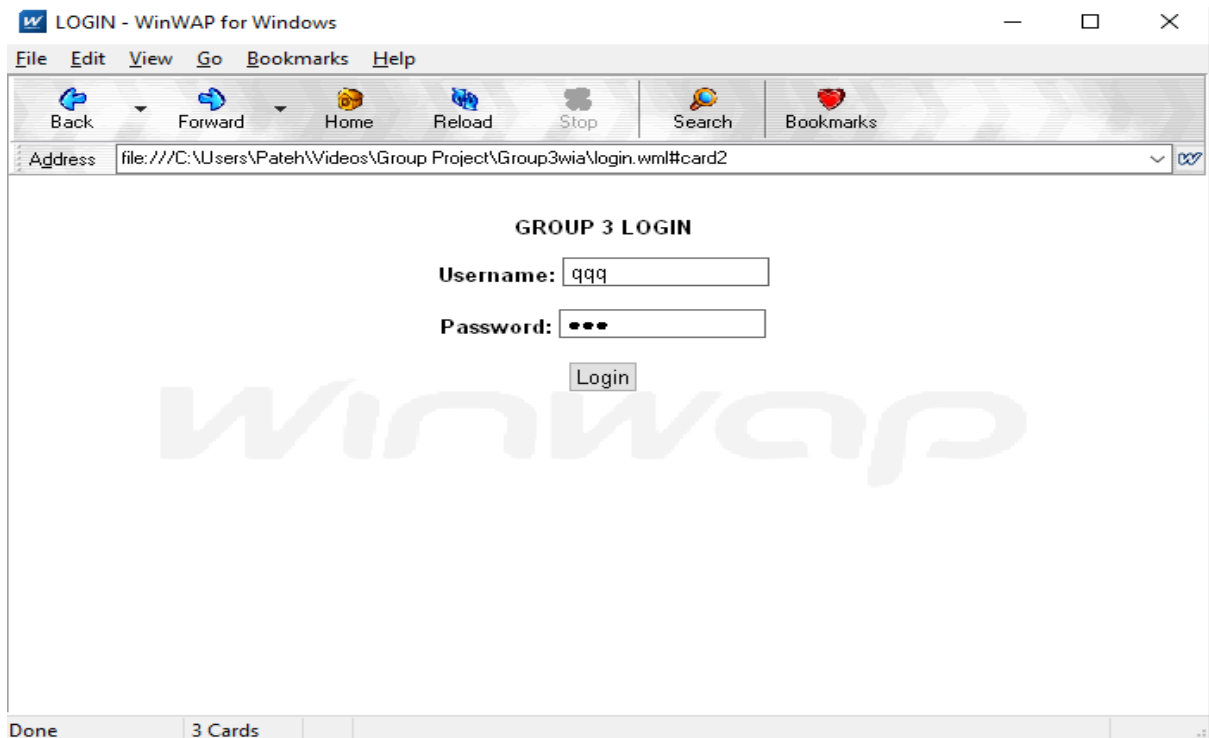 LOGIN - WinWAP for Windows
File Edit View Go Bookmarks Help
Back Forward Home Reload Stop Search Bookmarks
Address file:///C:\Users\Pateh\Videos\Group Project\Group3wia\login.wml#card2
GROUP 3 LOGIN
Username: qqq
Password: •••
Login
winwap
Done 3 Cards